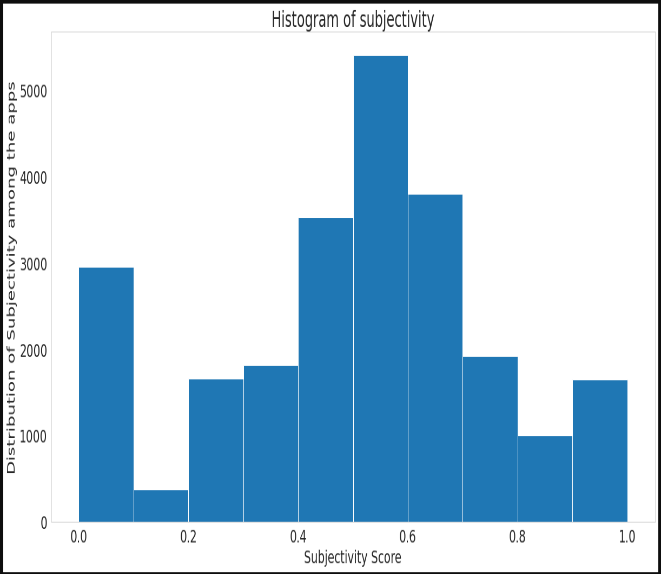 Histogram of subjectivity
Distribution of Subjectivity among the apps
5000
4000
3000
2000
1000
0
0.0 0.2 0.4 0.6 0.8 1.0
Subjectivity Score